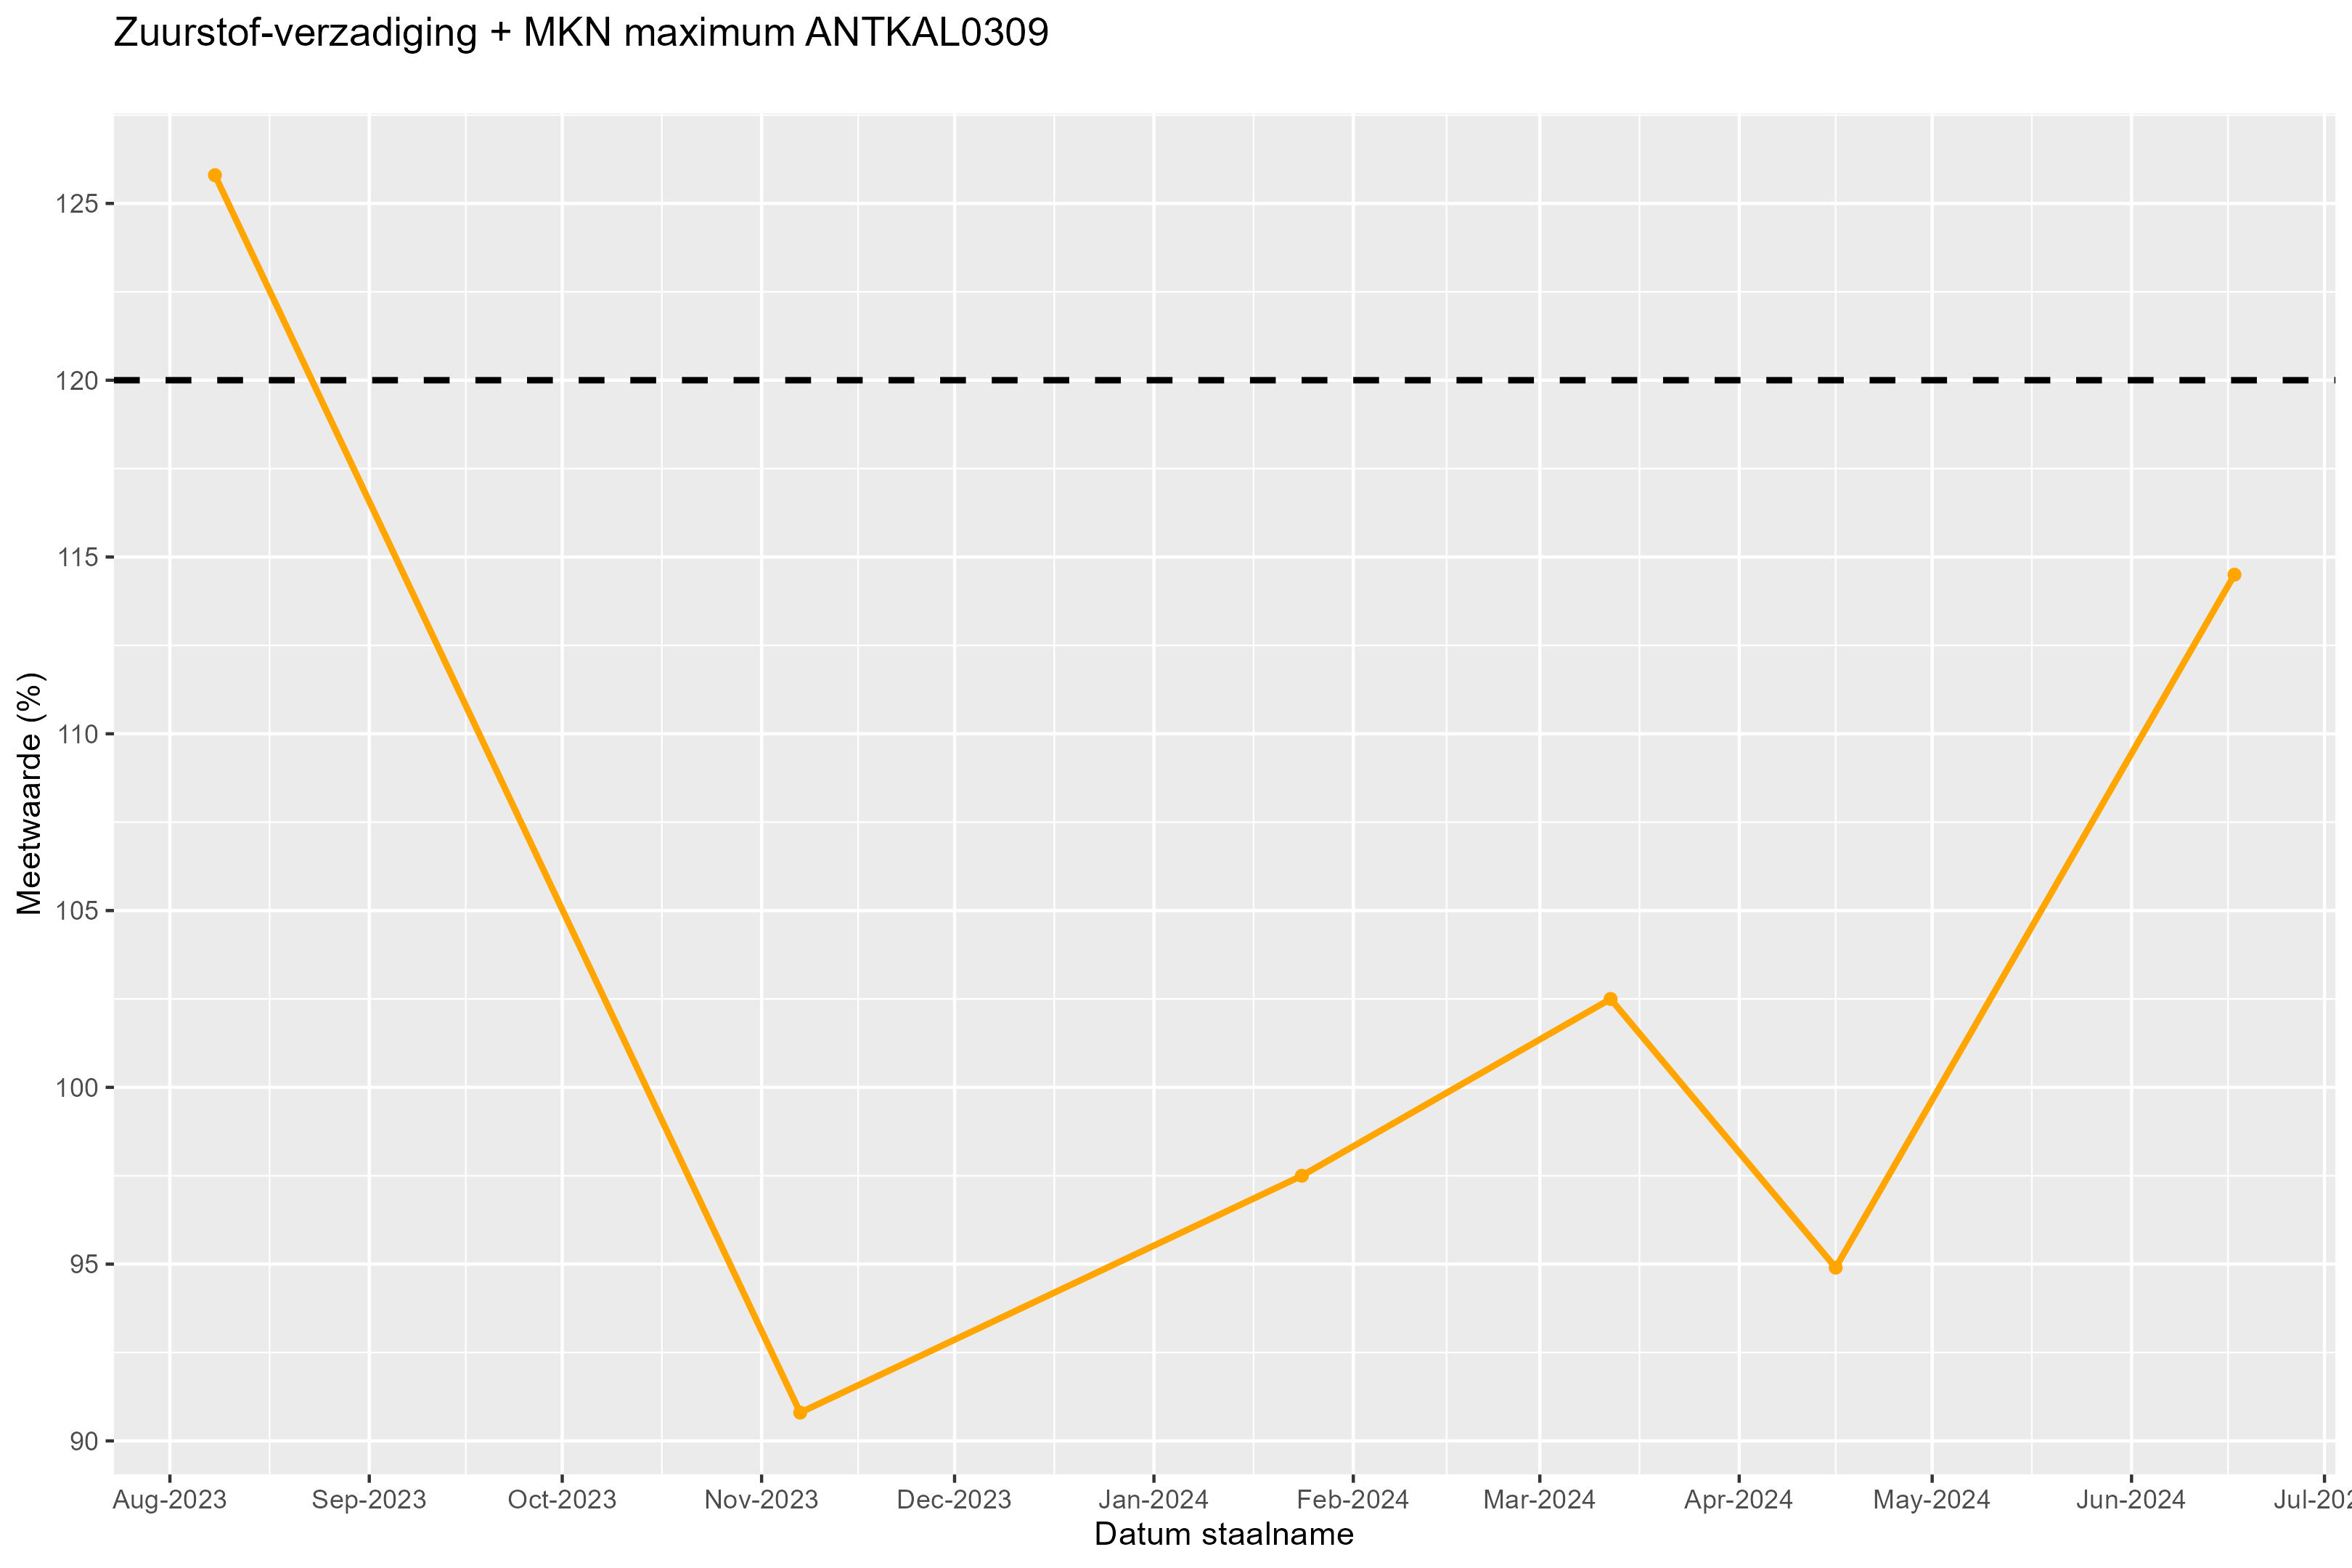 Zuurstof-verzadiging + MKN maximum ANTKAL0309
Meetwaarde (%)
125
120
115
110
105
100
95
90
Aug-2023 Sep-2023 Oct-2023 Nov-2023 Dec-2023 Jan-2024 Feb-2024 Mar-2024 Apr-2024 May-2024 Jun-2024 Jul-202
Datum staalname